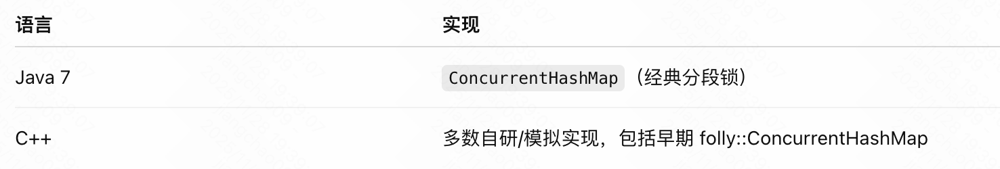 语言 实现
Java 7 ConcurrentHashMap（经典分段锁）
C++ 多数自研/模拟实现，包括早期 folly::ConcurrentHashMap